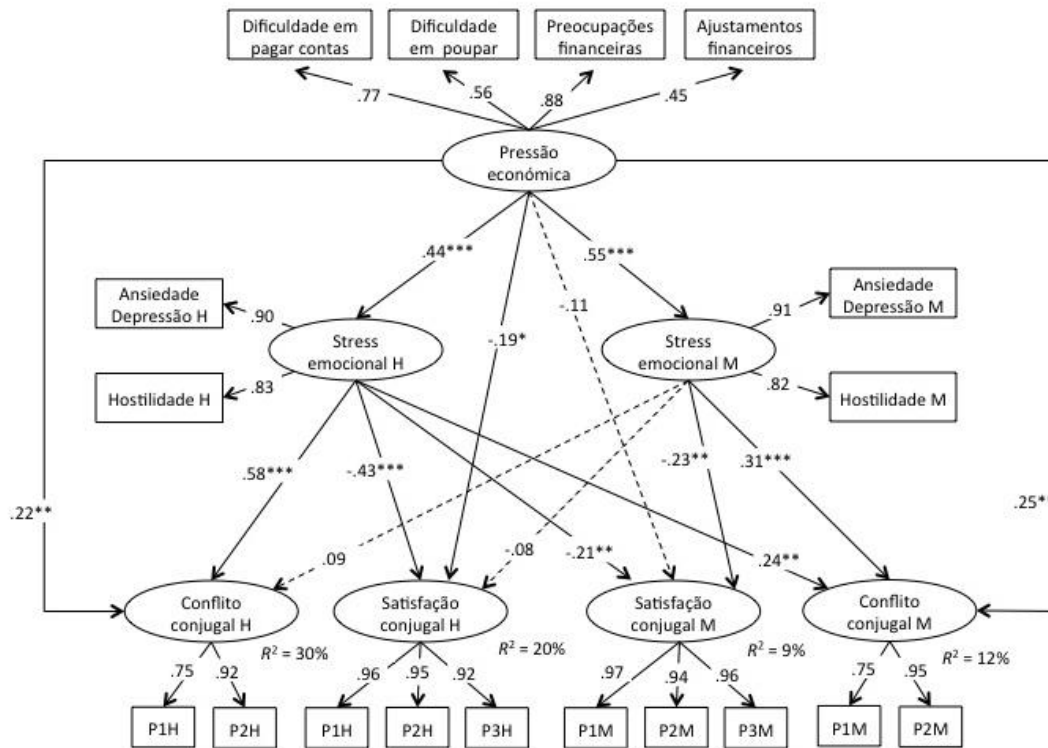 Dificuldade em
pagar contas
Dificuldade
em poupar
Preocupações
financeiras
Ajustamentos
financeiros
.77
.56
.88
.45
Pressão
económica
.44***
.55***
-.11
-.19*
Ansiedade
Depressão H
.90
Stress
emocional H
Hostilidade H
.83
Stress
emocional M
.91
Ansiedade
Depressão M
.82
Hostilidade M
.22**
.58***
-.43***
-.23**
.31***
.25*
.09
-.08
-.21**
.24**
Conflito
conjugal H
R² = 30%
Satisfação
conjugal H
R² = 20%
Satisfação
conjugal M
R² = 9%
Conflito
conjugal M
R² = 12%
.75
.92
.96
.95
.92
.97
.94
.96
.75
.95
P1H
P2H
P1H
P2H
P3H
P1M
P2M
P3M
P1M
P2M